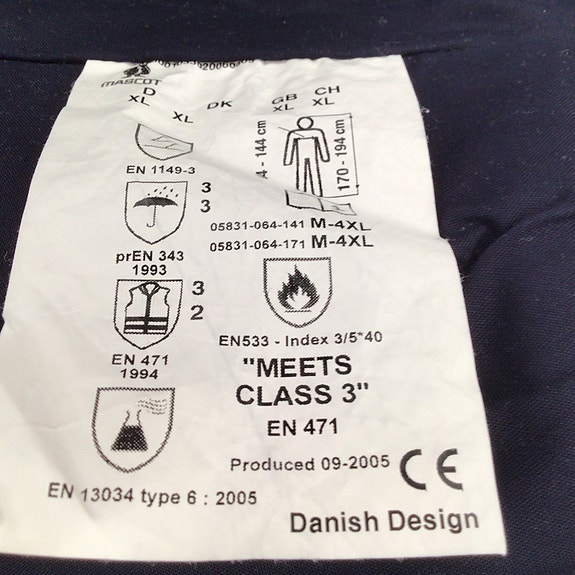 MASCOT
D
XL
XL
DK
GB CH
XL XL
- 144 cm
170 - 194 cm
EN 1149-3
3
3
05831-064-141 M-4XL
05831-064-171 M-4XL
prEN 343
1993
3
2
EN533 - Index 3/5*40
EN 471
1994
"MEETS
CLASS 3"
EN 471
Produced 09-2005 CE
EN 13034 type 6 : 2005
Danish Design